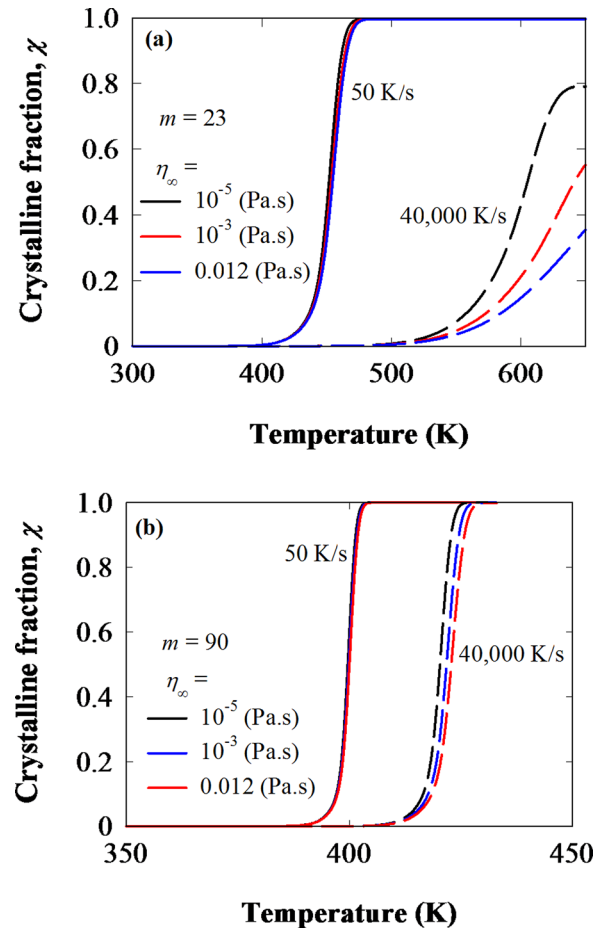 (a)
1.0
0.8
0.6
0.4
0.2
0
Crystalline fraction, χ
50 K/s
m = 23
η∞ =
10⁻⁵ (Pa.s)
10⁻³ (Pa.s)
0.012 (Pa.s)
40,000 K/s
300 400 500 600
Temperature (K)
(b)
1.0
0.8
0.6
0.4
0.2
0
Crystalline fraction, χ
50 K/s
m = 90
η∞ =
10⁻⁵ (Pa.s)
10⁻³ (Pa.s)
0.012 (Pa.s)
40,000 K/s
350 400 450
Temperature (K)